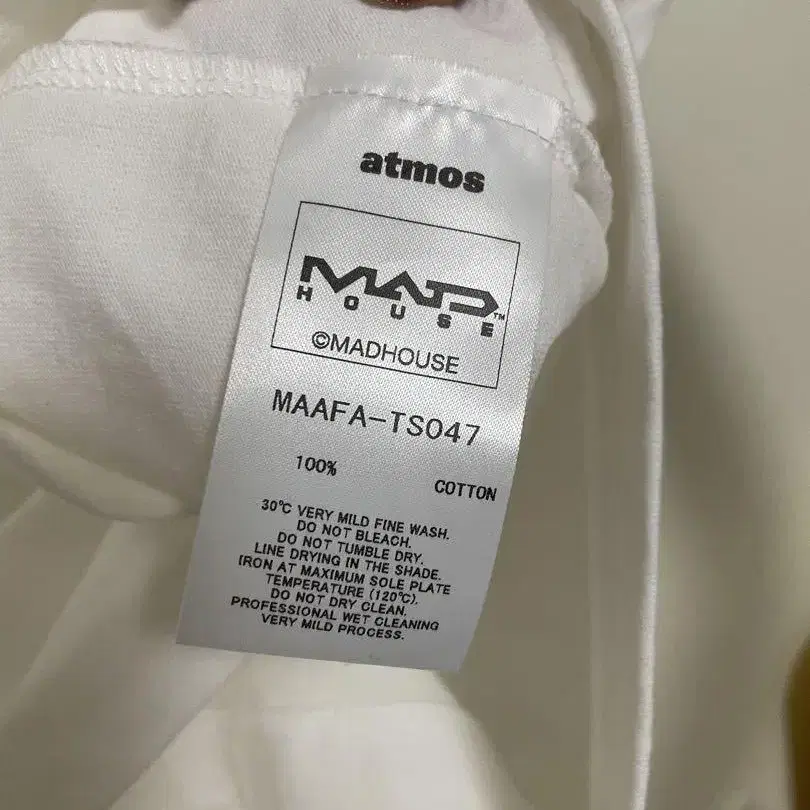 atmos
MAD
HOUSE™
©MADHOUSE
MAAFA-TS047
100% COTTON
30℃ VERY MILD FINE WASH.
DO NOT BLEACH.
DO NOT TUMBLE DRY.
LINE DRYING IN THE SHADE.
IRON AT MAXIMUM SOLE PLATE
TEMPERATURE (120℃).
DO NOT DRY CLEAN.
PROFESSIONAL WET CLEANING
VERY MILD PROCESS.